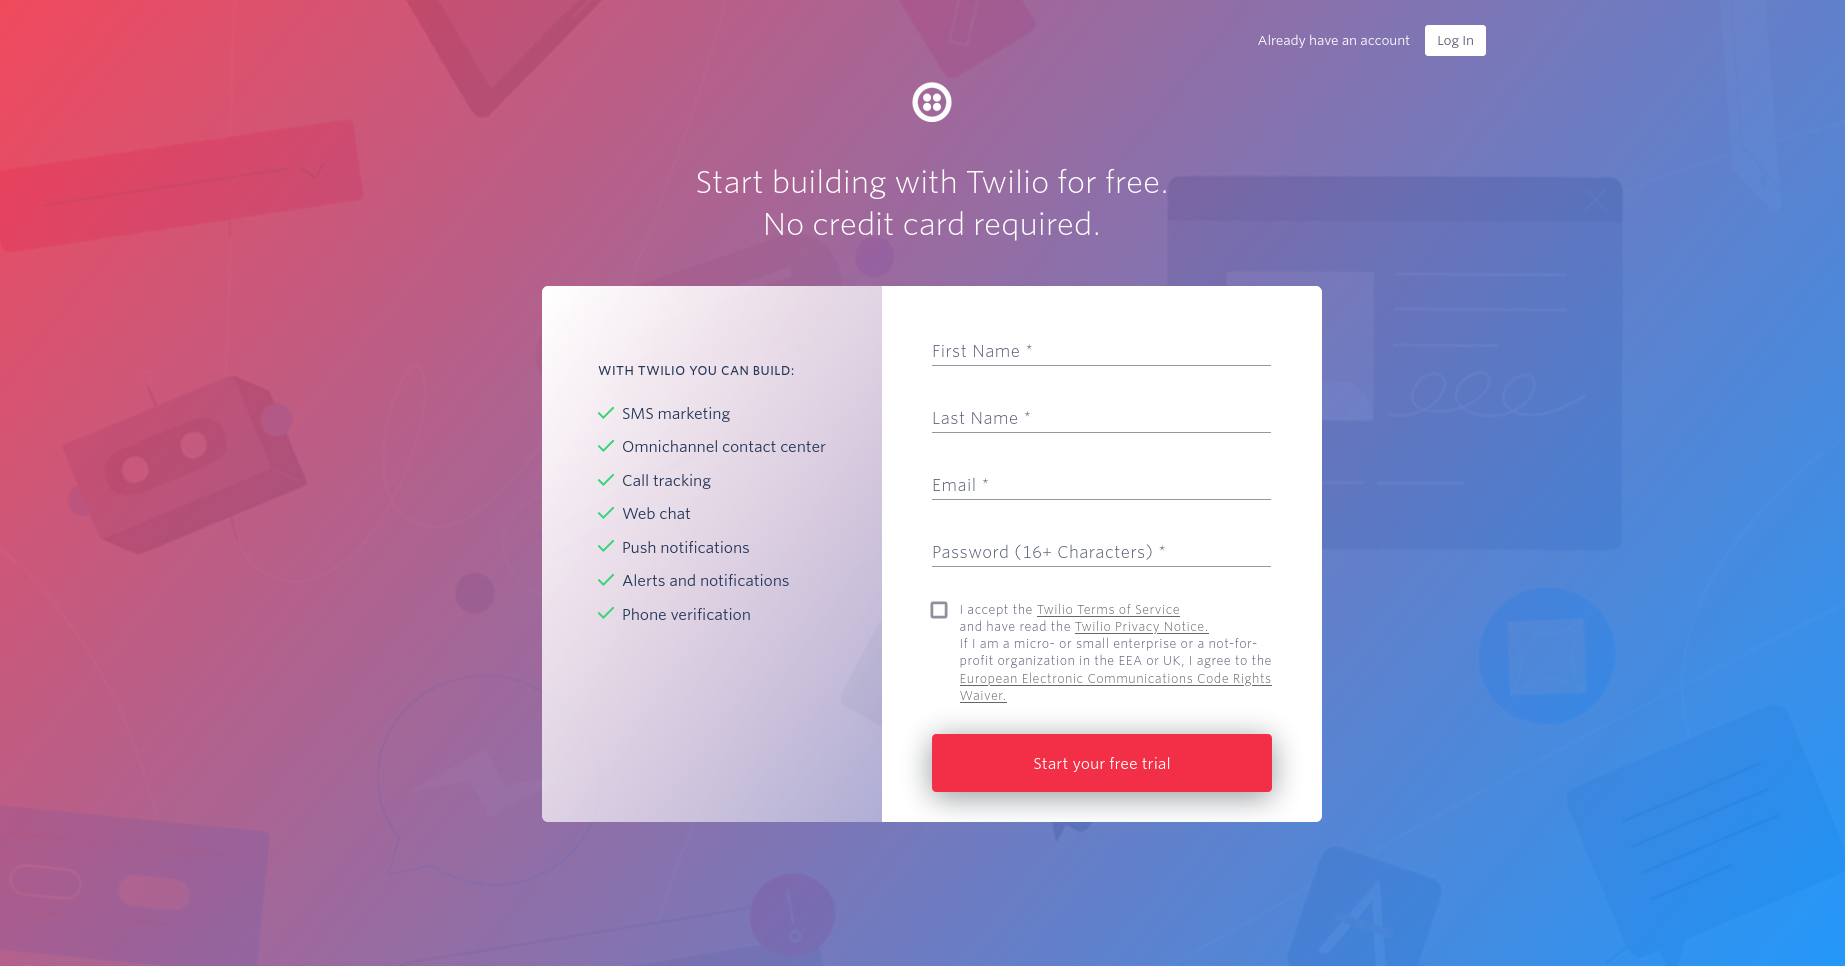 Already have an account
Log In
Start building with Twilio for free.
No credit card required.
WITH TWILIO YOU CAN BUILD:
SMS marketing
Omnichannel contact center
Call tracking
Web chat
Push notifications
Alerts and notifications
Phone verification
First Name *
Last Name *
Email *
Password (16+ Characters) *
I accept the Twilio Terms of Service
and have read the Twilio Privacy Notice.
If I am a micro- or small enterprise or a not-for-
profit organization in the EEA or UK, I agree to the
European Electronic Communications Code Rights
Waiver.
Start your free trial